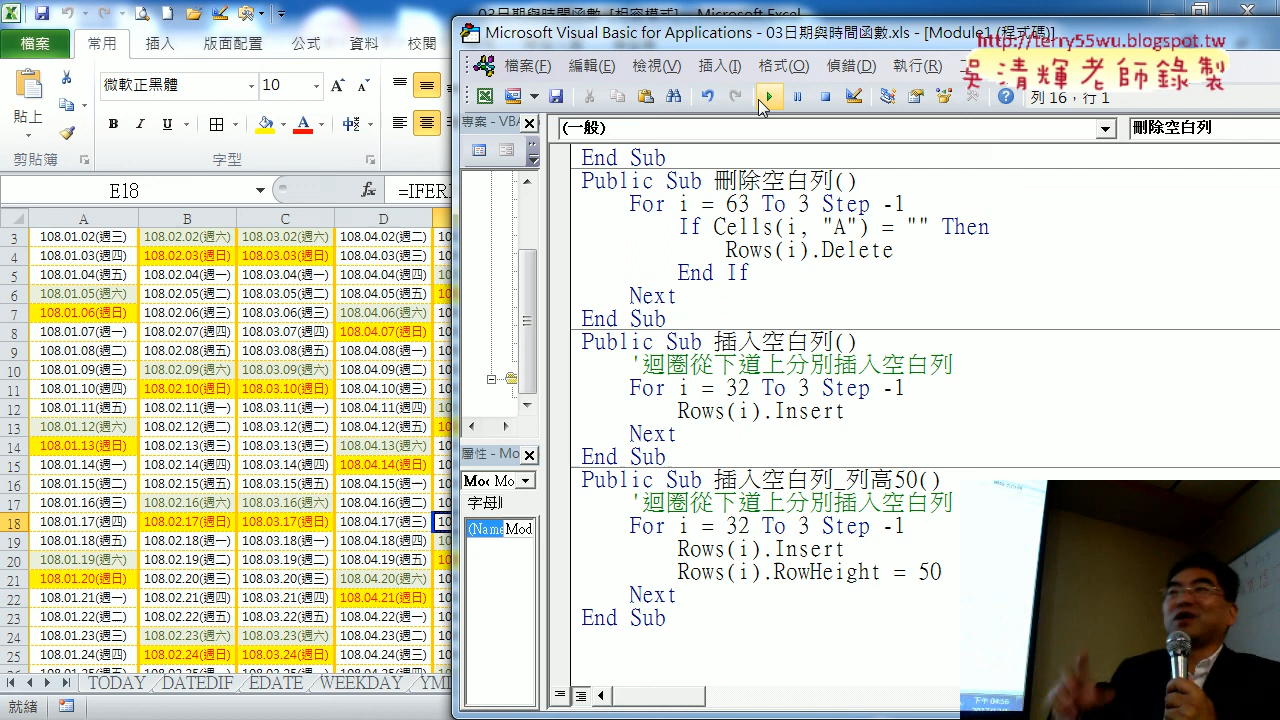 03日期與時間函數 [相容模式] - Microsoft Excel
檔案 常用 插入 版面配置 公式 資料 校閱
貼上
微軟正黑體 10
B I U
剪貼簿 字型
E18 fx
A B C D
3 108.01.02(週三) 108.02.02(週六) 108.03.02(週六) 108.04.02(週二)
4 108.01.03(週四) 108.02.03(週日) 108.03.03(週日) 108.04.03(週三)
5 108.01.04(週五) 108.02.04(週一) 108.03.04(週一) 108.04.04(週四)
6 108.01.05(週六) 108.02.05(週二) 108.03.05(週二) 108.04.05(週五)
7 108.01.06(週日) 108.02.06(週三) 108.03.06(週三) 108.04.06(週六)
8 108.01.07(週一) 108.02.07(週四) 108.03.07(週四) 108.04.07(週日)
9 108.01.08(週二) 108.02.08(週五) 108.03.08(週五) 108.04.08(週一)
10 108.01.09(週三) 108.02.09(週六) 108.03.09(週六) 108.04.09(週二)
11 108.01.10(週四) 108.02.10(週日) 108.03.10(週日) 108.04.10(週三)
12 108.01.11(週五) 108.02.11(週一) 108.03.11(週一) 108.04.11(週四)
13 108.01.12(週六) 108.02.12(週二) 108.03.12(週二) 108.04.12(週五)
14 108.01.13(週日) 108.02.13(週三) 108.03.13(週三) 108.04.13(週六)
15 108.01.14(週一) 108.02.14(週四) 108.03.14(週四) 108.04.14(週日)
16 108.01.15(週二) 108.02.15(週五) 108.03.15(週五) 108.04.15(週一)
17 108.01.16(週三) 108.02.16(週六) 108.03.16(週六) 108.04.16(週二)
18 108.01.17(週四) 108.02.17(週日) 108.03.17(週日) 108.04.17(週三)
19 108.01.18(週五) 108.02.18(週一) 108.03.18(週一) 108.04.18(週四)
20 108.01.19(週六) 108.02.19(週二) 108.03.19(週二) 108.04.19(週五)
21 108.01.20(週日) 108.02.20(週三) 108.03.20(週三) 108.04.20(週六)
22 108.01.21(週一) 108.02.21(週四) 108.03.21(週四) 108.04.21(週日)
23 108.01.22(週二) 108.02.22(週五) 108.03.22(週五) 108.04.22(週一)
24 108.01.23(週三) 108.02.23(週六) 108.03.23(週六) 108.04.23(週二)
25 108.01.24(週四) 108.02.24(週日) 108.03.24(週日) 108.04.24(週三)
TODAY DATEDIF EDATE WEEKDAY
就緒
Microsoft Visual Basic for Applications - 03日期與時間函數.xls - [Module1 (程式碼)]
檔案(F) 編輯(E) 檢視(V) 插入(I) 格式(O) 偵錯(D) 執行(R)
http://terry55wu.blogspot.tw
吳清輝老師錄製
列 16，行 1
專案 - VBA
(一般) 刪除空白列
屬性 - Mo
Mo
(Name Mod
End Sub
Public Sub 刪除空白列()
For i = 63 To 3 Step -1
If Cells(i, "A") = "" Then
Rows(i).Delete
End If
Next
End Sub
Public Sub 插入空白列()
'迴圈從下道上分別插入空白列
For i = 32 To 3 Step -1
Rows(i).Insert
Next
End Sub
Public Sub 插入空白列_列高50()
'迴圈從下道上分別插入空白列
For i = 32 To 3 Step -1
Rows(i).Insert
Rows(i).RowHeight = 50
Next
End Sub